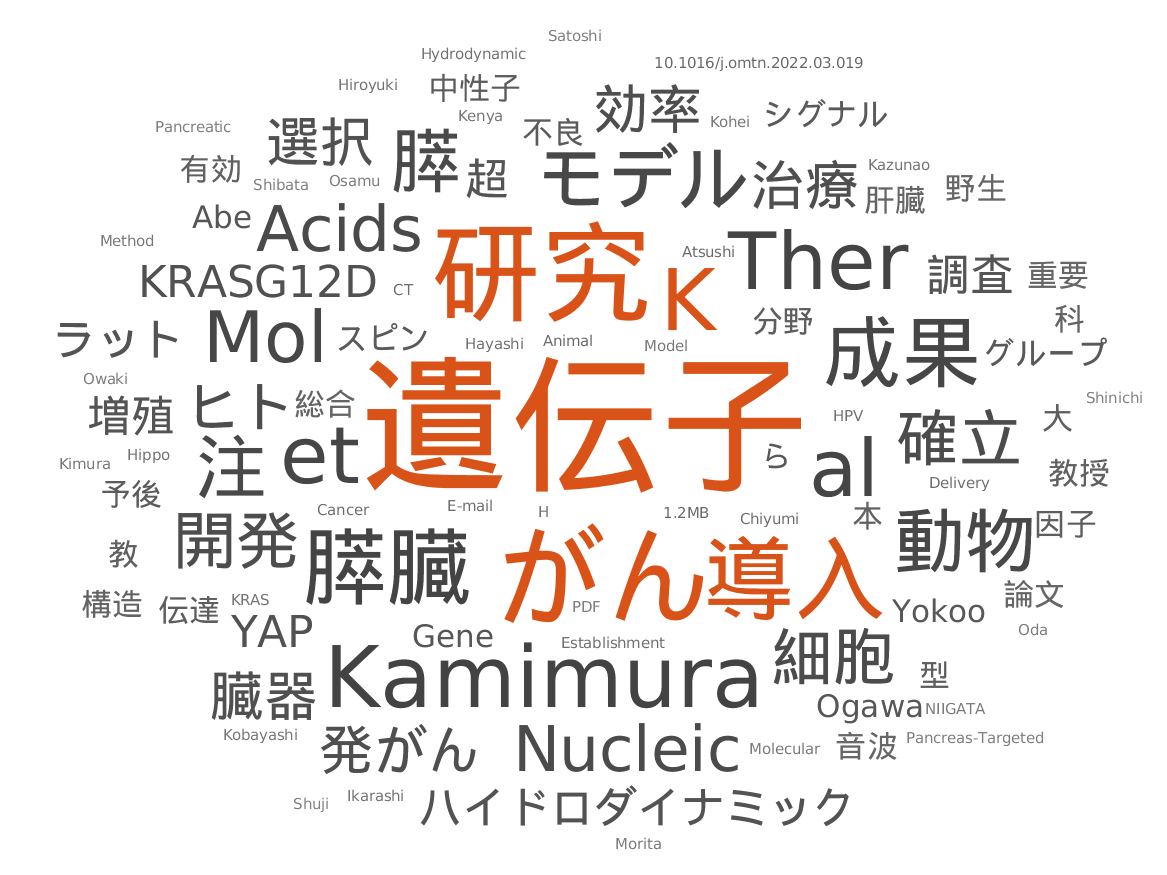 Satoshi
Hydrodynamic
10.1016/j.omtn.2022.03.019
Hiroyuki
中性子
効率
シグナル
Kenya
Pancreatic
選択
膵
不良
Kohei
モデル
有効
Shibata
Osamu
超
治療
Kazunao
肝臓
野生
Abe
Acids
研究
Atsushi
Ther
Method
KRASG12D
CT
K
調査
重要
ラット
Mol
スピン
分野
科
Hayashi
Animal
Model
成果
グループ
Owaki
増殖
ヒト
総合
遺伝子
HPV
確立
大
Shinichi
Kimura
Hippo
注
et
ら
al
教授
予後
Delivery
Cancer
E-mail
H
1.2MB
Chiyumi
本
開発
動物
因子
教
膵臓
がん
導入
構造
伝達
KRAS
PDF
Yokoo
論文
YAP
Gene
Establishment
Oda
臓器
Kamimura
細胞
型
Ogawa
NIIGATA
Kobayashi
発がん
Nucleic
Molecular
音波
Pancreas-Targeted
Shuji
Ikarashi
ハイドロダイナミック
Morita